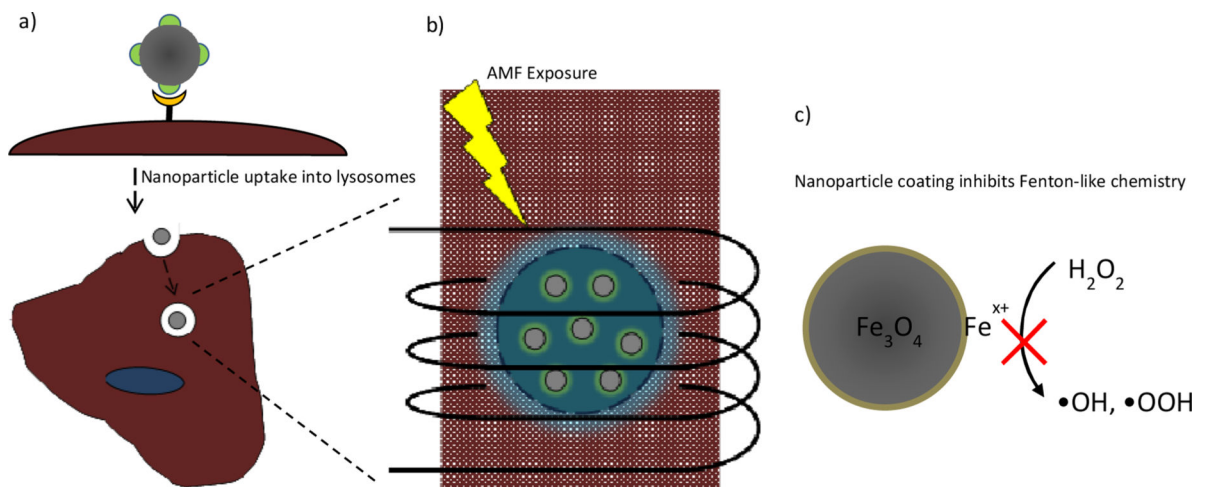 a)
Nanoparticle uptake into lysosomes
b)
AMF Exposure
c)
Nanoparticle coating inhibits Fenton-like chemistry
Fe₃O₄
Feˣ⁺
H₂O₂
•OH, •OOH